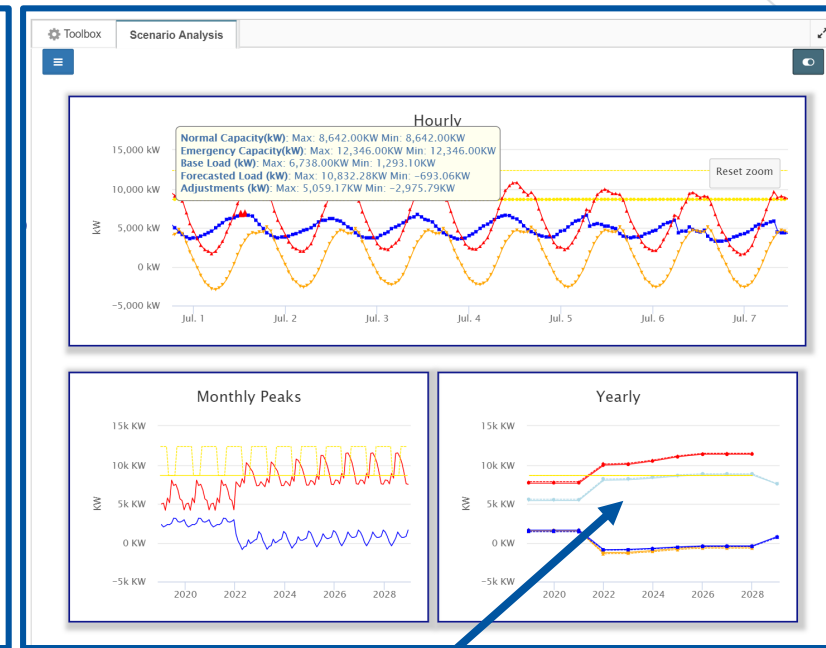 Toolbox
Scenario Analysis
Hourly
Normal Capacity(kW): Max: 8,642.00KW Min: 8,642.00KW
Emergency Capacity(kW): Max: 12,346.00KW Min: 12,346.00KW
Base Load (kW): Max: 6,738.00KW Min: 1,293.10KW
Forecasted Load (kW): Max: 10,832.28KW Min: -693.06KW
Adjustments (kW): Max: 5,059.17KW Min: -2,975.79KW
Reset zoom
kW
15,000 kW
10,000 kW
5,000 kW
0 kW
-5,000 kW
Jul. 1 Jul. 2 Jul. 3 Jul. 4 Jul. 5 Jul. 6 Jul. 7
Monthly Peaks
KW
15k KW
10k KW
5k KW
0 KW
-5k KW
2020 2022 2024 2026 2028
Yearly
KW
15k KW
10k KW
5k KW
0 KW
-5k KW
2020 2022 2024 2026 2028